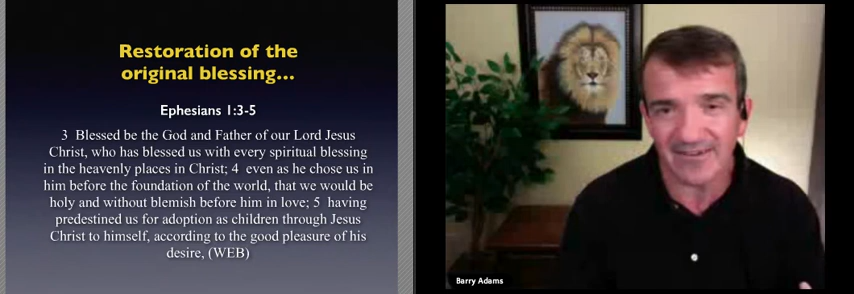 Restoration of the
original blessing...
Ephesians 1:3-5
3 Blessed be the God and Father of our Lord Jesus
Christ, who has blessed us with every spiritual blessing
in the heavenly places in Christ; 4 even as he chose us in
him before the foundation of the world, that we would be
holy and without blemish before him in love; 5 having
predestined us for adoption as children through Jesus
Christ to himself, according to the good pleasure of his
desire, (WEB)
Barry Adams